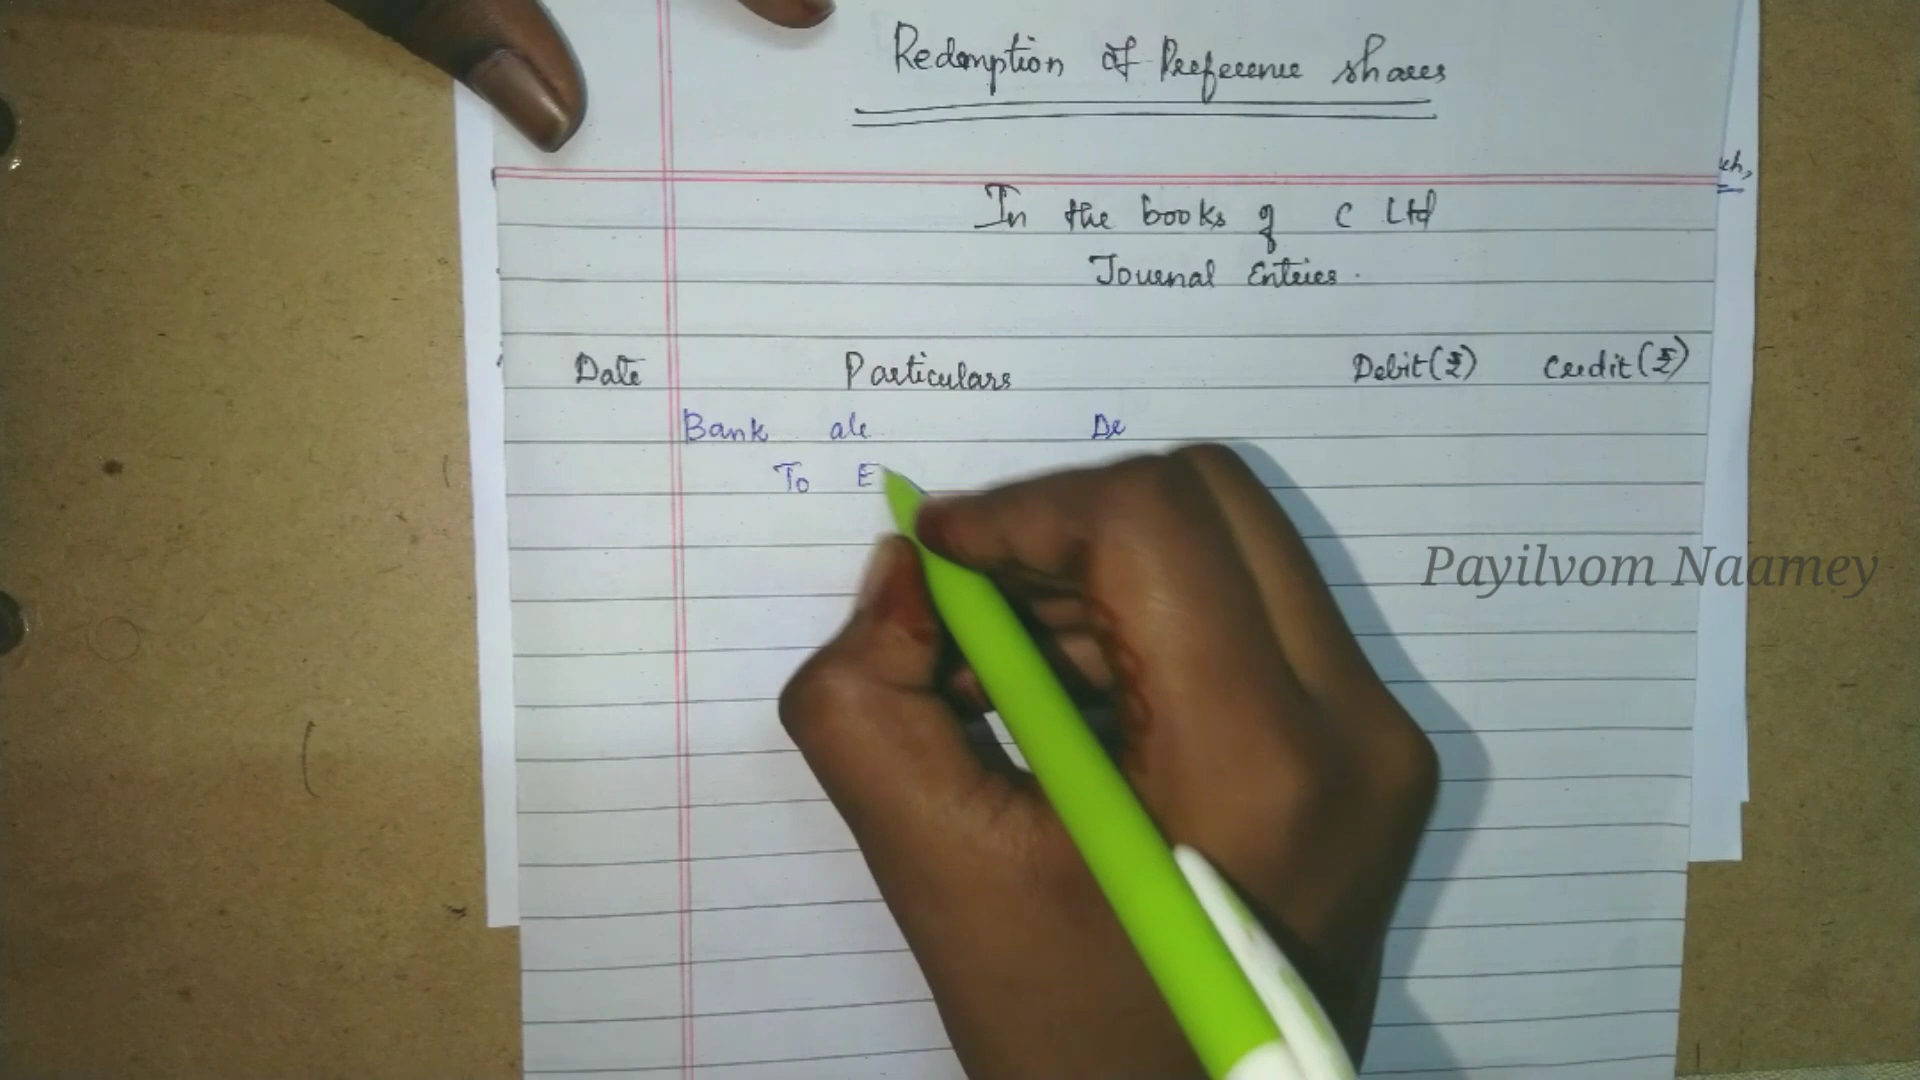 Redemption of Preference shares
In the books of C Ltd
Journal Entries.
Date Particulars Debit(₹) Credit(₹)
Bank a/c Dr
To E
Payilvom Naamey